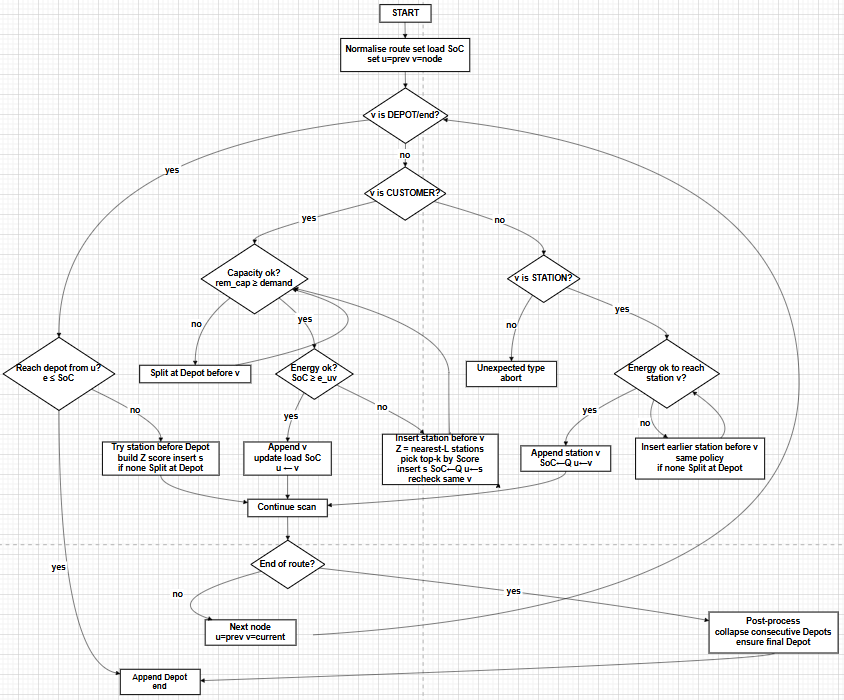 START
Normalise route set load SoC
set u=prev v=node
v is DEPOT/end?
no
yes
v is CUSTOMER?
yes
no
Capacity ok?
rem_cap ≥ demand
v is STATION?
no
yes
no
yes
Reach depot from u?
e ≤ SoC
Split at Depot before v
Energy ok?
SoC ≥ e_uv
Unexpected type
abort
Energy ok to reach
station v?
no
yes
no
yes
no
Try station before Depot
build Z score insert s
if none Split at Depot
Append v
update load SoC
u ← v
Insert station before v
Z = nearest-L stations
pick top-k by Score
insert s SoC←Q u←s
recheck same v
Append station v
SoC←Q u←v
Insert earlier station before v
same policy
if none Split at Depot
Continue scan
End of route?
yes
no
yes
Next node
u=prev v=current
Post-process
collapse consecutive Depots
ensure final Depot
Append Depot
end